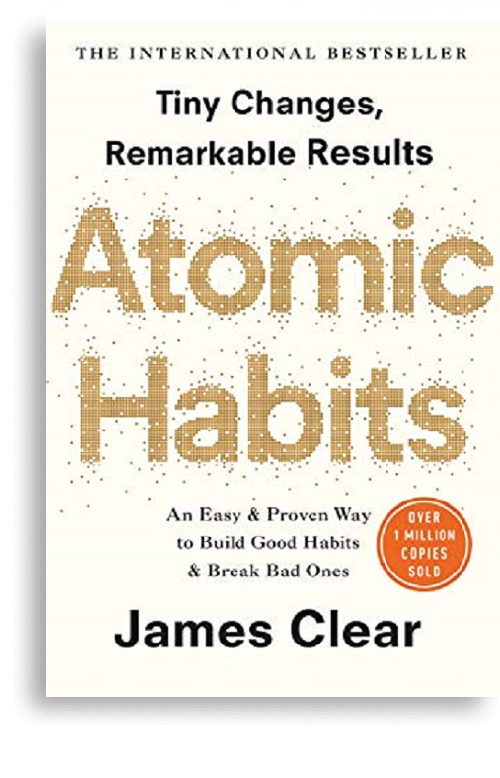 THE INTERNATIONAL BESTSELLER
Tiny Changes,
Remarkable Results
Atomic
Habits
An Easy & Proven Way
to Build Good Habits
& Break Bad Ones
OVER
1 MILLION
COPIES
SOLD
James Clear